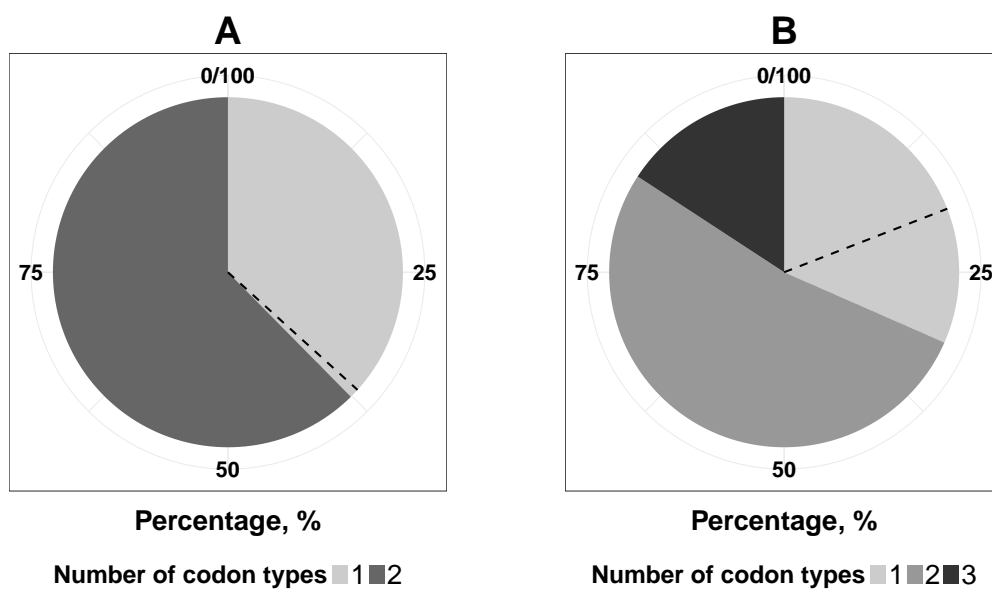 A
0/100
75
25
50
Percentage, %
Number of codon types 1 2
B
0/100
75
25
50
Percentage, %
Number of codon types 1 2 3